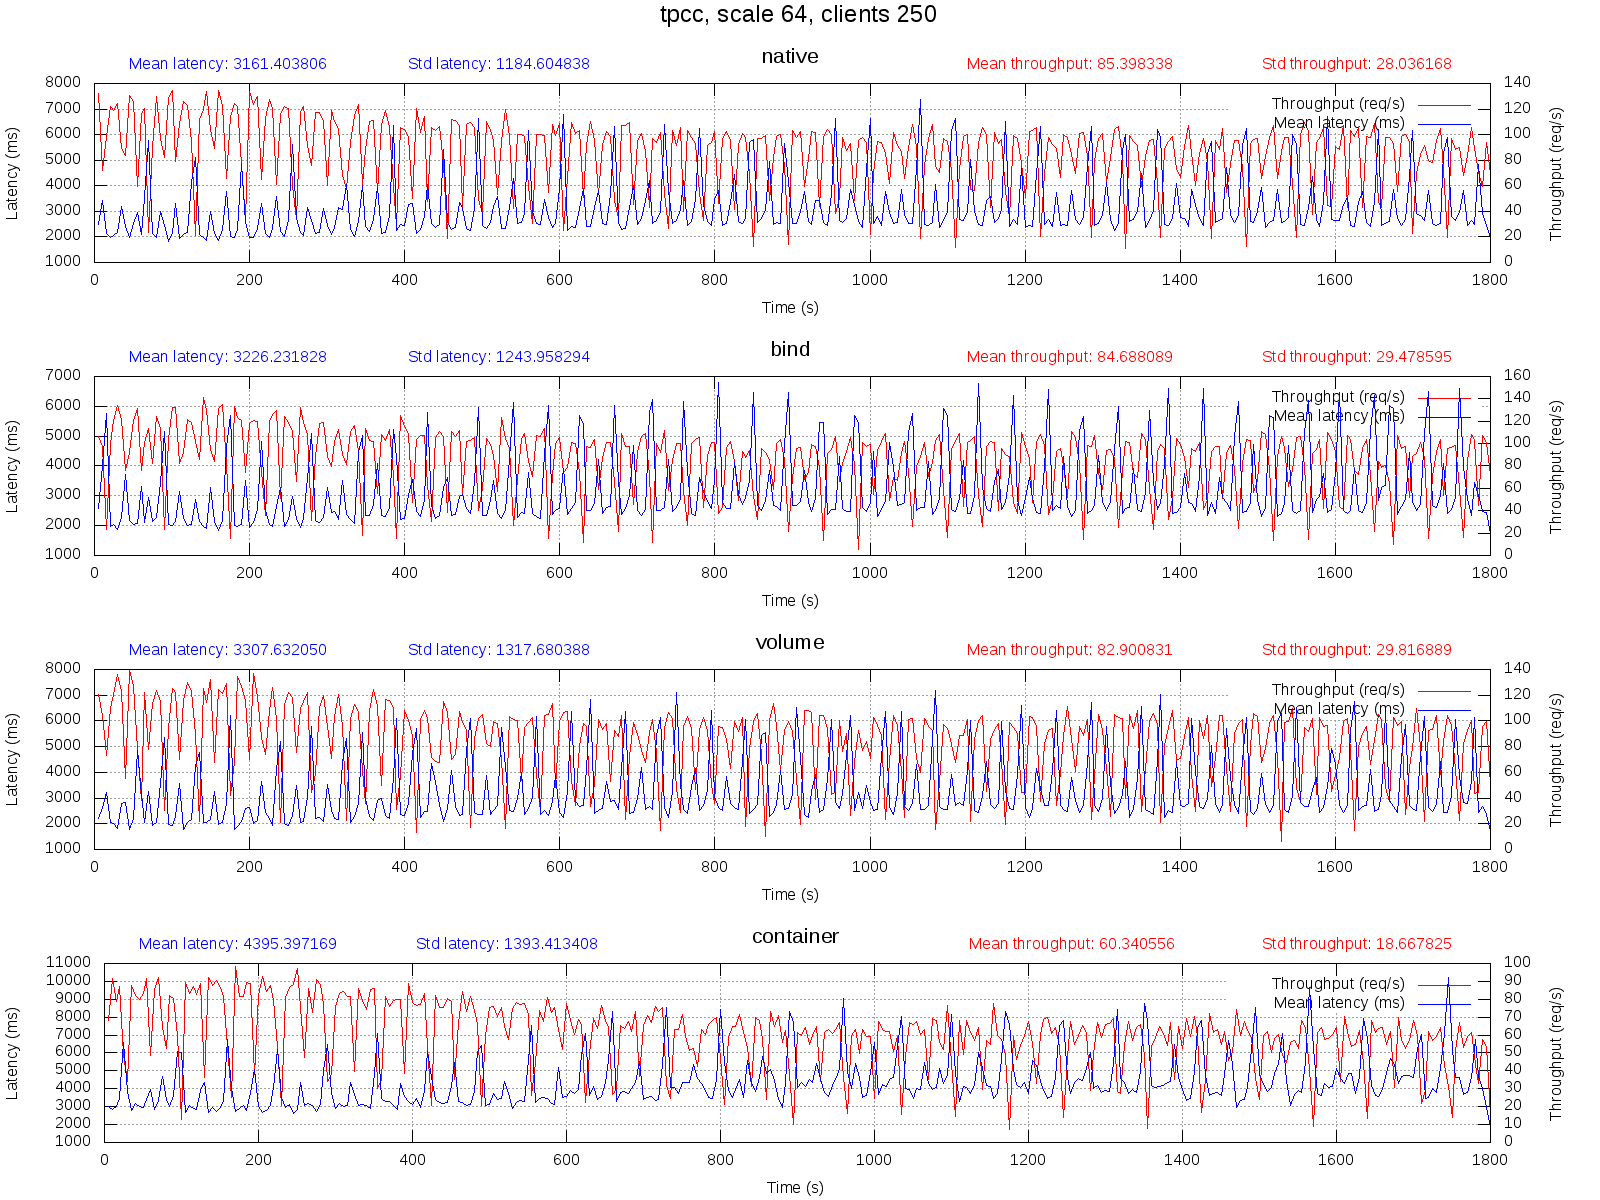 tpcc, scale 64, clients 250
native
Mean latency: 3161.403806 Std latency: 1184.604838 Mean throughput: 85.398338 Std throughput: 28.036168
8000 140
7000 120
6000 100
5000 80
4000 60
3000 40
2000 20
1000 0
Latency (ms)
Throughput (req/s)
Throughput (req/s)
Mean latency (ms)
0 200 400 600 800 1000 1200 1400 1600 1800
Time (s)
bind
Mean latency: 3226.231828 Std latency: 1243.958294 Mean throughput: 84.688089 Std throughput: 29.478595
7000 160
6000 140
5000 120
4000 100
3000 80
2000 60
1000 40
20
0
Latency (ms)
Throughput (req/s)
Throughput (req/s)
Mean latency (ms)
0 200 400 600 800 1000 1200 1400 1600 1800
Time (s)
volume
Mean latency: 3307.632050 Std latency: 1317.680388 Mean throughput: 82.900831 Std throughput: 29.816889
8000 140
7000 120
6000 100
5000 80
4000 60
3000 40
2000 20
1000 0
Latency (ms)
Throughput (req/s)
Throughput (req/s)
Mean latency (ms)
0 200 400 600 800 1000 1200 1400 1600 1800
Time (s)
container
Mean latency: 4395.397169 Std latency: 1393.413408 Mean throughput: 60.340556 Std throughput: 18.667825
11000 100
10000 90
9000 80
8000 70
7000 60
6000 50
5000 40
4000 30
3000 20
2000 10
1000 0
Latency (ms)
Throughput (req/s)
Throughput (req/s)
Mean latency (ms)
0 200 400 600 800 1000 1200 1400 1600 1800
Time (s)